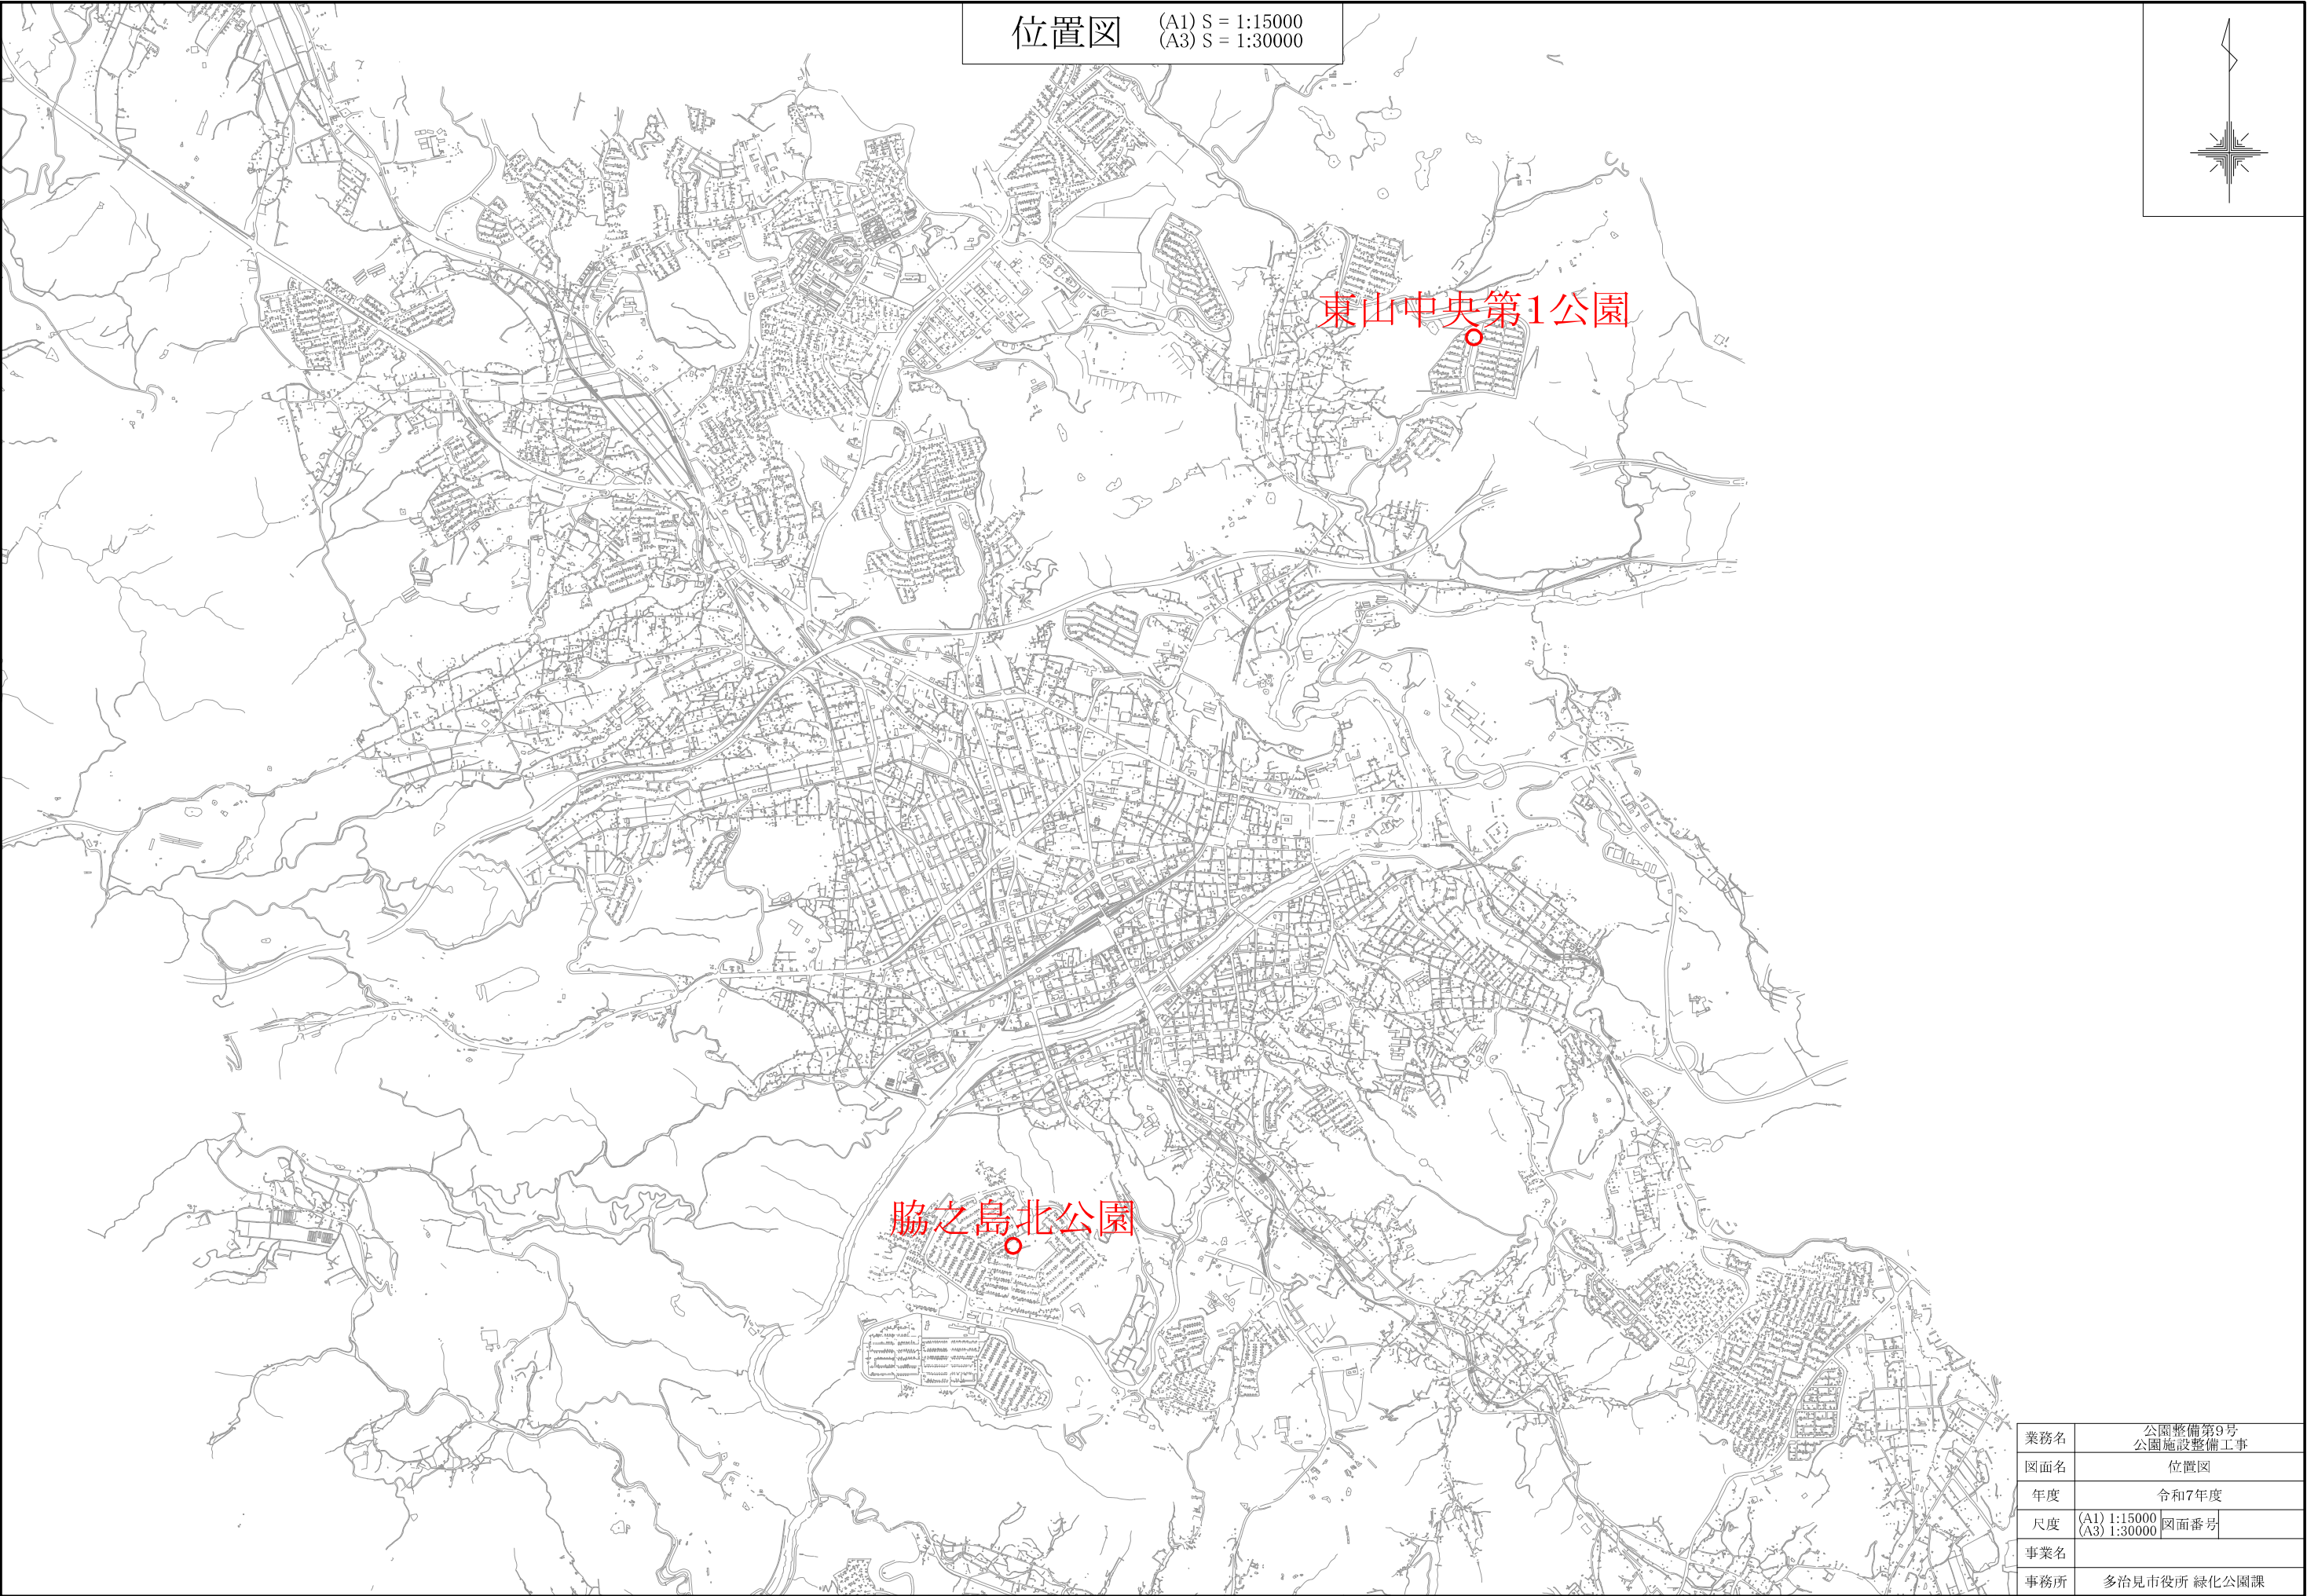 位置図
(A1) S = 1:15000
(A3) S = 1:30000
東山中央第1公園
脇之島北公園
業務名 公園整備第9号
公園施設整備工事
図面名 位置図
年度 令和7年度
尺度 (A1) 1:15000 図面番号
(A3) 1:30000
事業名
事務所 多治見市役所 緑化公園課